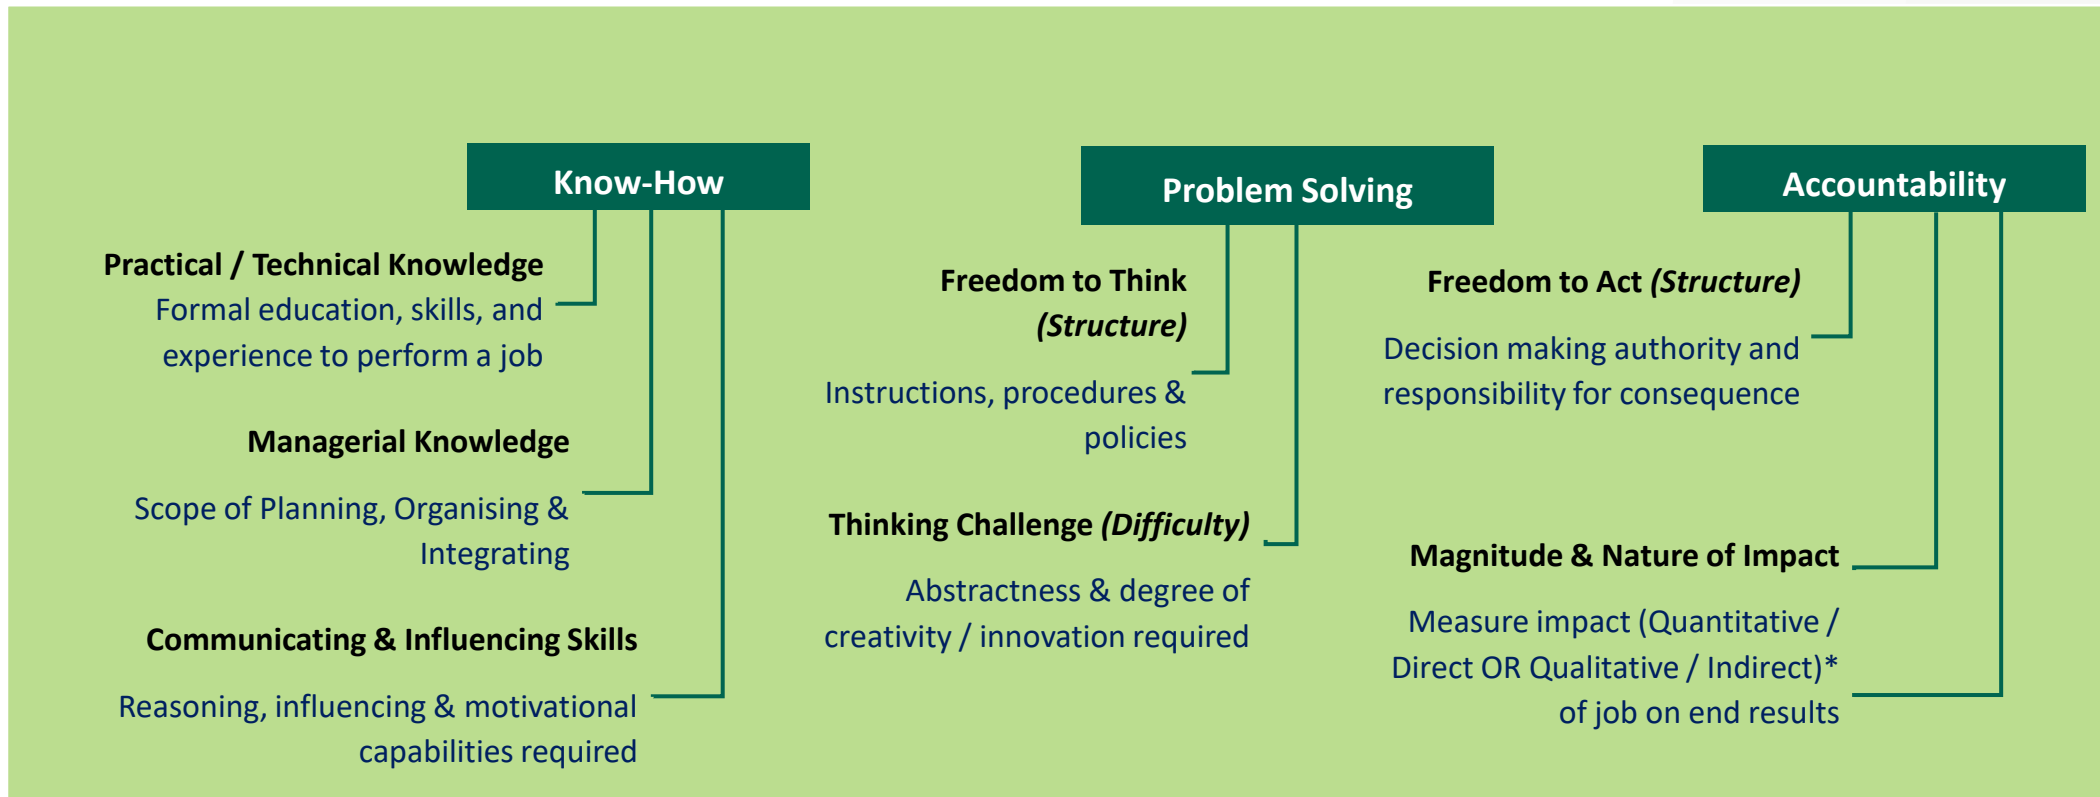 Know-How
Practical / Technical Knowledge
Formal education, skills, and
experience to perform a job
Managerial Knowledge
Scope of Planning, Organising &
Integrating
Communicating & Influencing Skills
Reasoning, influencing & motivational
capabilities required
Problem Solving
Freedom to Think
(Structure)
Instructions, procedures &
policies
Thinking Challenge (Difficulty)
Abstractness & degree of
creativity / innovation required
Accountability
Freedom to Act (Structure)
Decision making authority and
responsibility for consequence
Magnitude & Nature of Impact
Measure impact (Quantitative /
Direct OR Qualitative / Indirect)*
of job on end results